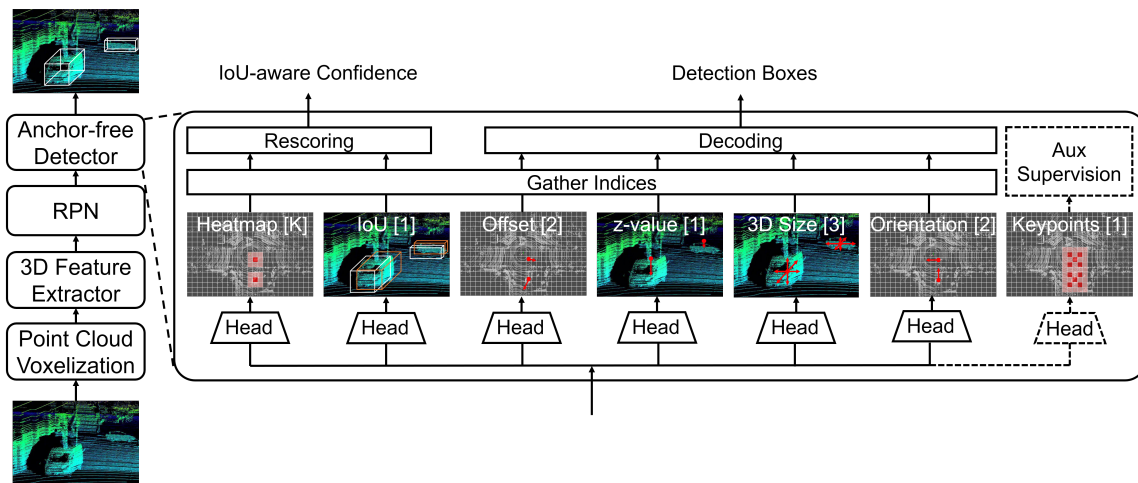 IoU-aware Confidence
Detection Boxes
Anchor-free
Detector
Rescoring
Decoding
Aux
Supervision
Gather Indices
RPN
Heatmap [K]
IoU [1]
Offset [2]
z-value [1]
3D Size [3]
Orientation [2]
Keypoints [1]
3D Feature
Extractor
Head
Head
Head
Head
Head
Head
Head
Point Cloud
Voxelization